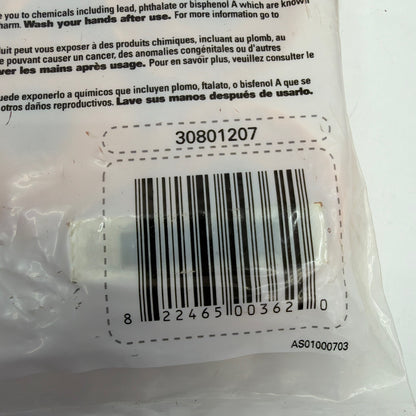 e you to chemicals including lead, phthalate or bisphenol A which are known
harm. Wash your hands after use. For more information go to
uit peut vous exposer à des produits chimiques, incluant au plomb, au
e pouvant causer un cancer, des anomalies congénitales ou d'autres
ver les mains après usage. Pour en savoir plus, veuillez consulter le
uede exponerlo a químicos que incluyen plomo, ftalato, o bisfenol A que se
otros daños reproductivos. Lave sus manos después de usarlo.
30801207
8 22465 00362 0
AS01000703